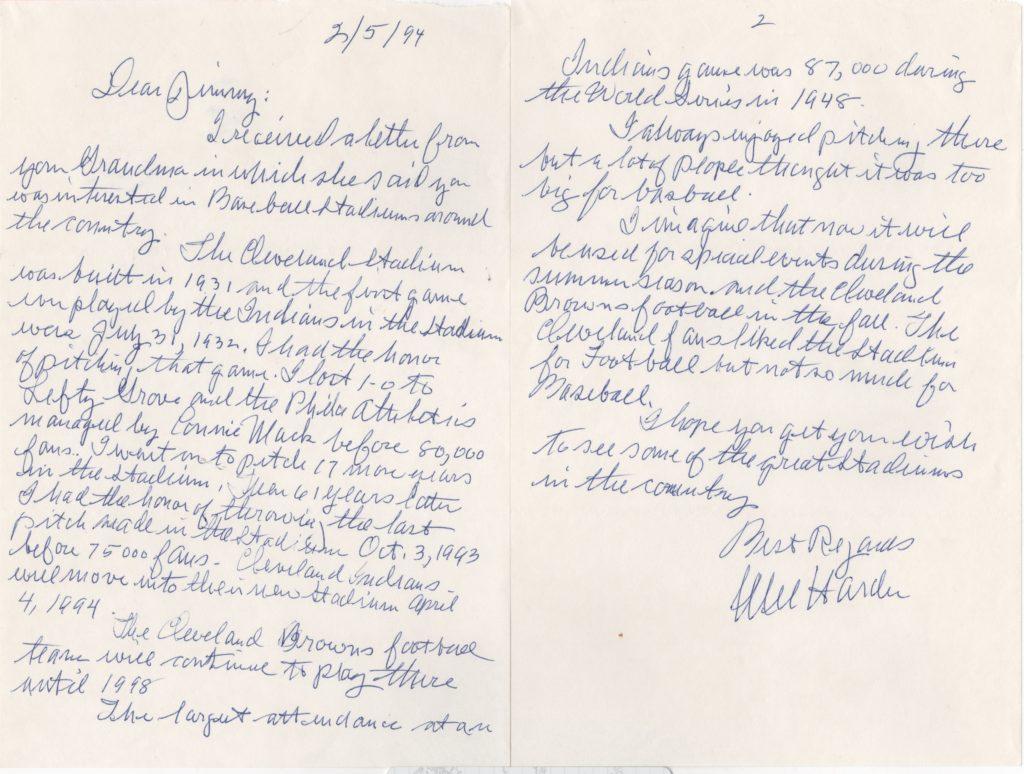 2/5/94
Dear Jimmy:
I received a letter from
your Grandma in which she said you
was interested in Baseball stadiums around
the country.
The Cleveland Stadium
was built in 1931 and the first game
ever played by the Indians in the Stadium
was July 31, 1932. I had the honor
of pitching that game. I lost 1-0 to
Lefty Grove and the Phila Athletics
managed by Connie Mack before 80,000
fans. I went on to pitch 17 more years
in the Stadium. Then 61 years later
I had the honor of throwing the last
pitch made in the Stadium Oct. 3, 1993
before 75000 fans. Cleveland Indians
will move into their new Stadium April
4, 1994.
The Cleveland Browns football
team will continue to play there
until 1998
The largest attendance at an
2
Indians game was 87,000 during
the World Series in 1948.
I always enjoyed pitching there
but a lot of people thought it was too
big for baseball.
I imagine that now it will
be used for special events during the
summer season and the Cleveland
Browns football in the fall. The
Cleveland fans liked the Stadium
for Football but not so much for
Baseball.
I hope you get your wish
to see some of the great Stadiums
in the country
Best Regards
Mel Harder